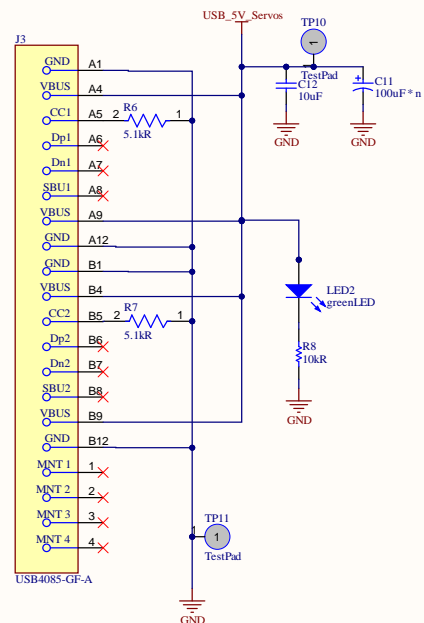 USB_5V_Servos
TP10
J3
1
TestPad
GND A1
VBUS A4
CC1 A5 2 R6 1
5.1kR
Dp1 A6
Dn1 A7
SBU1 A8
VBUS A9
GND A12
GND B1
VBUS B4
CC2 B5 2 R7 1
5.1kR
Dp2 B6
Dn2 B7
SBU2 B8
VBUS B9
GND B12
MNT 1 1
MNT 2 2
MNT 3 3
MNT 4 4
USB4085-GF-A
C12
10uF
GND
C11
100uF*n
GND
LED2
greenLED
R8
10kR
GND
TP11
1
1
TestPad
GND